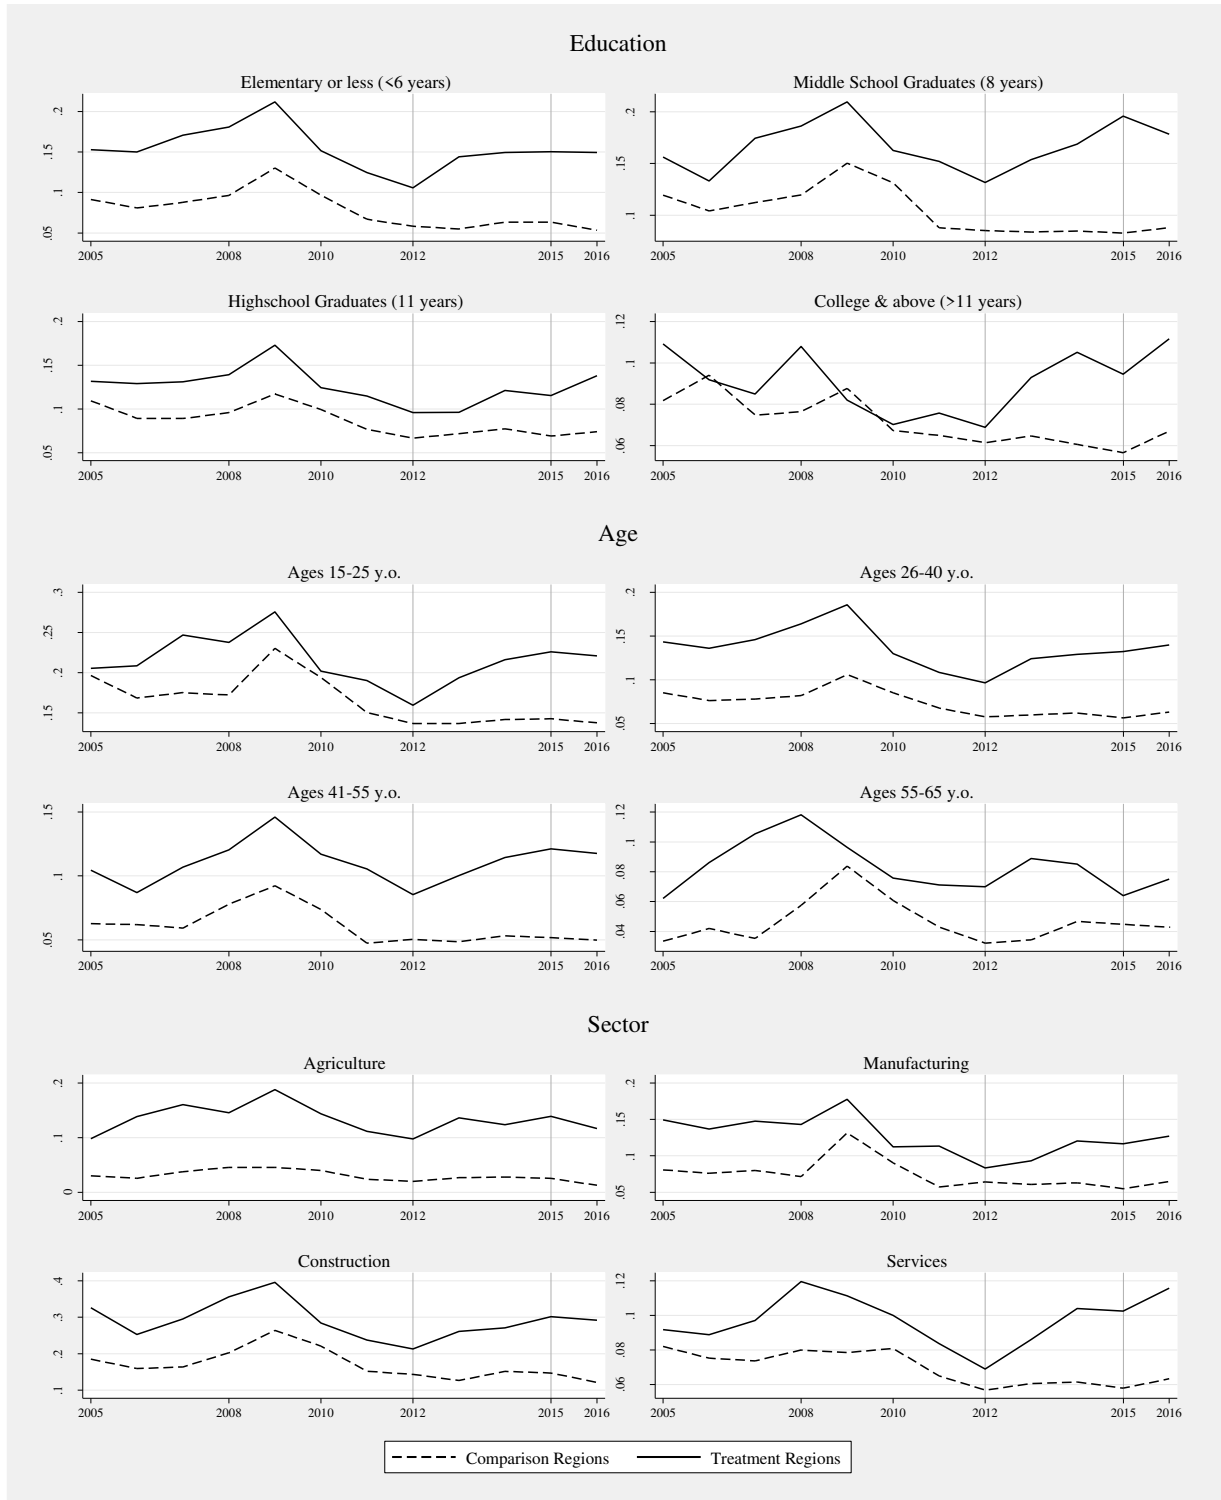 Education
Elementary or less (<6 years)
.2
.15
.1
.05
2005 2008 2010 2012 2015 2016
Middle School Graduates (8 years)
.2
.15
.1
2005 2008 2010 2012 2015 2016
Highschool Graduates (11 years)
.2
.15
.1
.05
2005 2008 2010 2012 2015 2016
College & above (>11 years)
.12
.1
.08
.06
2005 2008 2010 2012 2015 2016
Age
Ages 15-25 y.o.
.3
.25
.2
.15
2005 2008 2010 2012 2015 2016
Ages 26-40 y.o.
.2
.15
.1
.05
2005 2008 2010 2012 2015 2016
Ages 41-55 y.o.
.15
.1
.05
2005 2008 2010 2012 2015 2016
Ages 55-65 y.o.
.12
.1
.08
.06
.04
2005 2008 2010 2012 2015 2016
Sector
Agriculture
.2
.1
0
2005 2008 2010 2012 2015 2016
Manufacturing
.2
.15
.1
.05
2005 2008 2010 2012 2015 2016
Construction
.4
.3
.2
.1
2005 2008 2010 2012 2015 2016
Services
.12
.1
.08
.06
2005 2008 2010 2012 2015 2016
Comparison Regions Treatment Regions